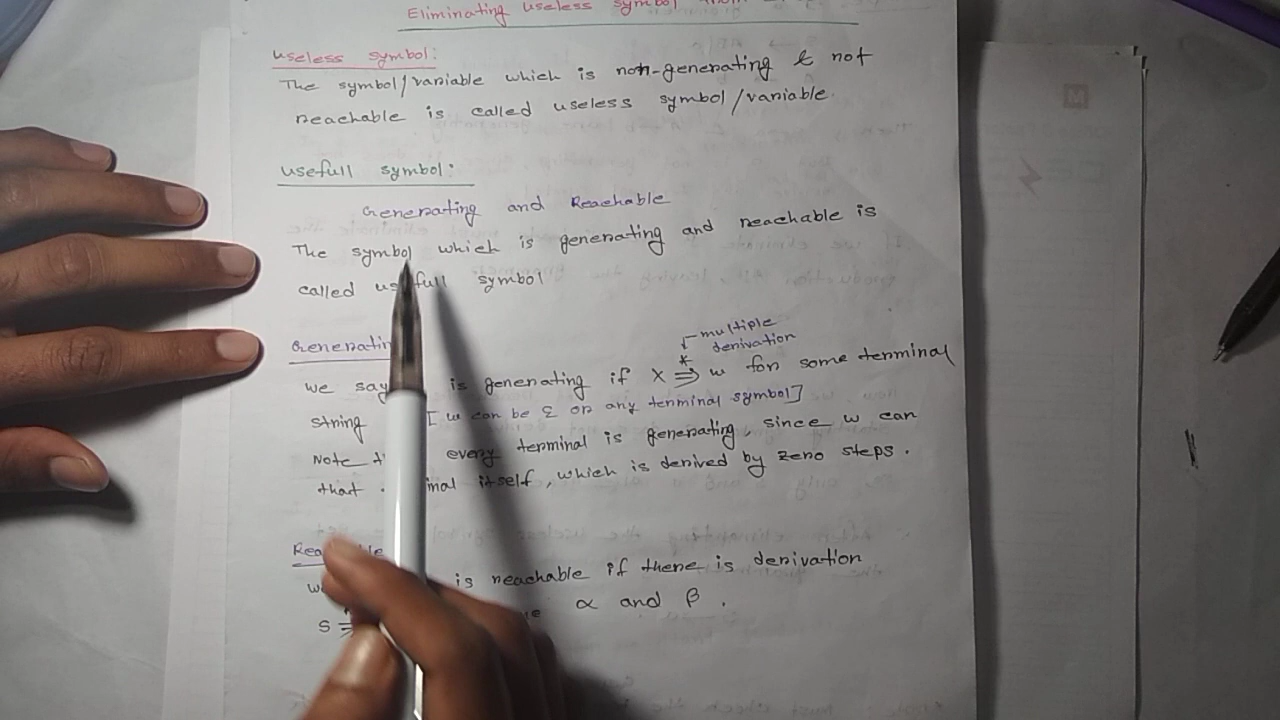 Eliminating useless symbol
useless symbol:
The symbol/variable which is non-generating & not
reachable is called useless symbol/variable.
usefull symbol:
Generating and Reachable
The symbol which is generating and reachable is
called usefull symbol
multiple
derivation
We say is generating if X ⇒* w for some terminal
string [w can be ε or any terminal symbol]
Note every terminal is generating, since w can
that itself, which is derived by zero steps.
is reachable if there is derivation
S ⇒ α and β.